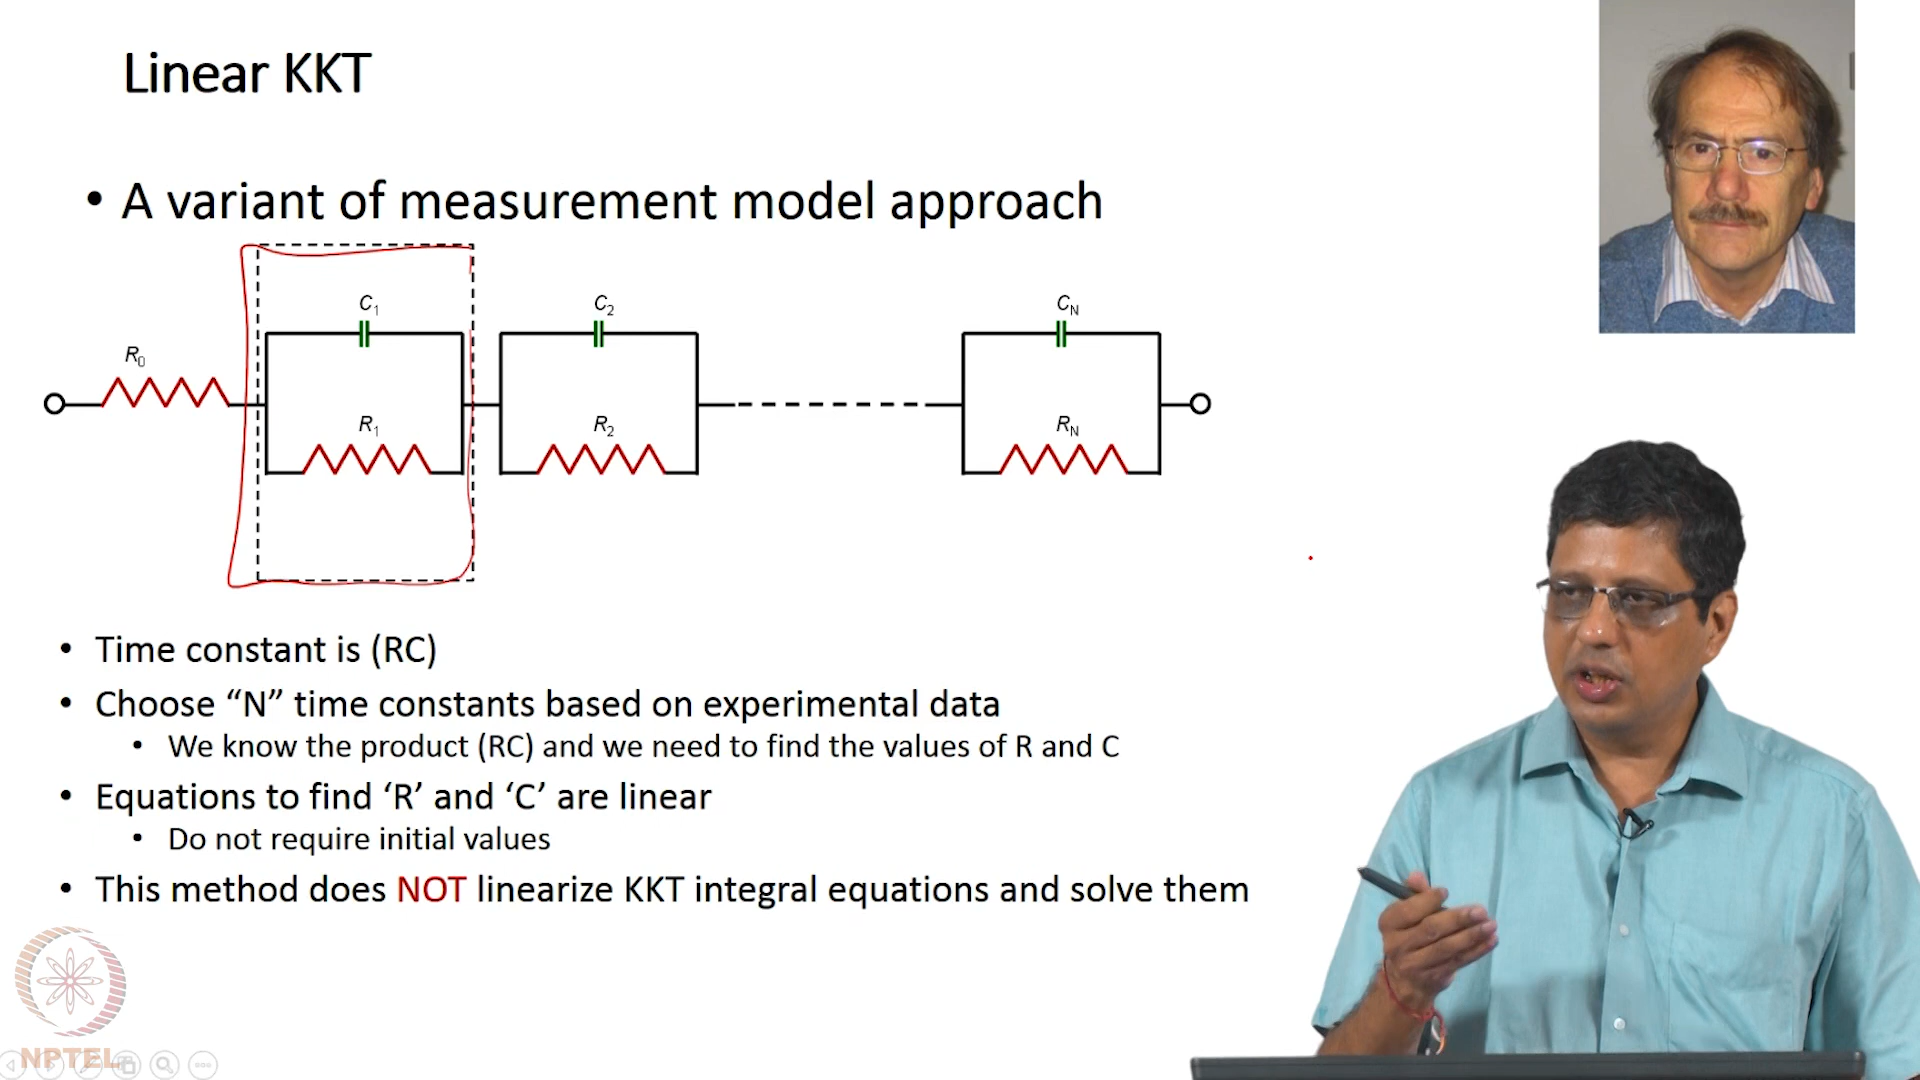 Linear KKT
• A variant of measurement model approach
C1 C2 CN
R0
R1 R2 RN
• Time constant is (RC)
• Choose “N” time constants based on experimental data
• We know the product (RC) and we need to find the values of R and C
• Equations to find ‘R’ and ‘C’ are linear
• Do not require initial values
• This method does NOT linearize KKT integral equations and solve them
NPTEL